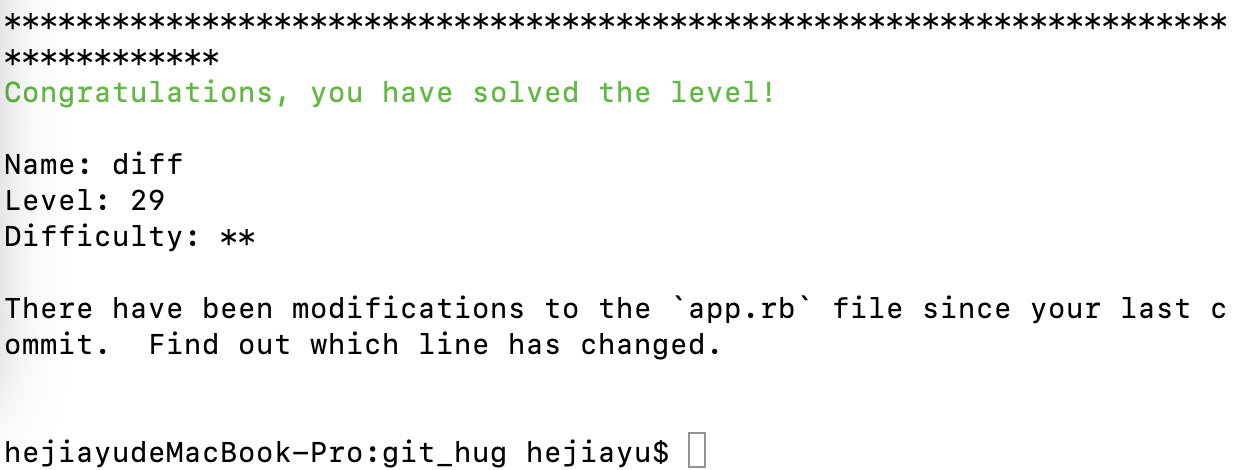 ********************************************************************
************
Congratulations, you have solved the level!
Name: diff
Level: 29
Difficulty: **
There have been modifications to the `app.rb` file since your last c
ommit.  Find out which line has changed.
hejiayudeMacBook-Pro:git_hug hejiayu$